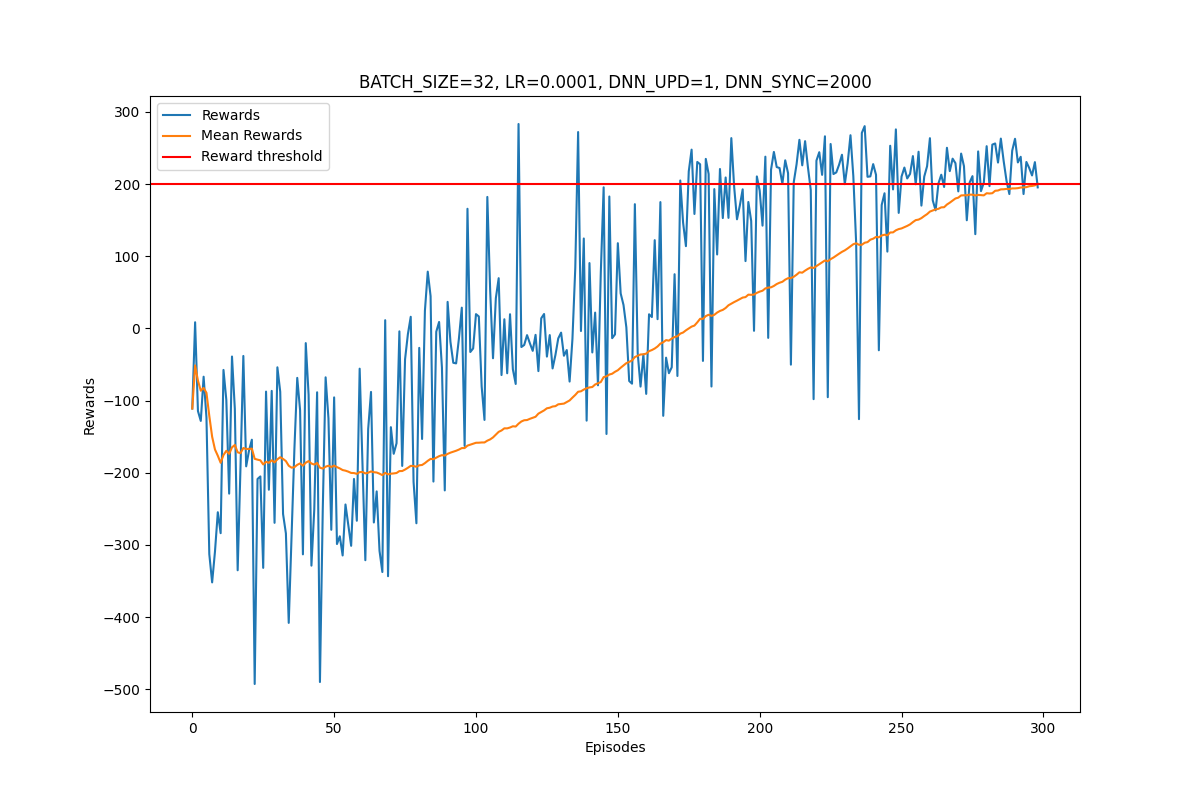 BATCH_SIZE=32, LR=0.0001, DNN_UPD=1, DNN_SYNC=2000
Rewards
Mean Rewards
Reward threshold
300
200
100
0
−100
−200
−300
−400
−500
Rewards
0
50
100
150
200
250
300
Episodes